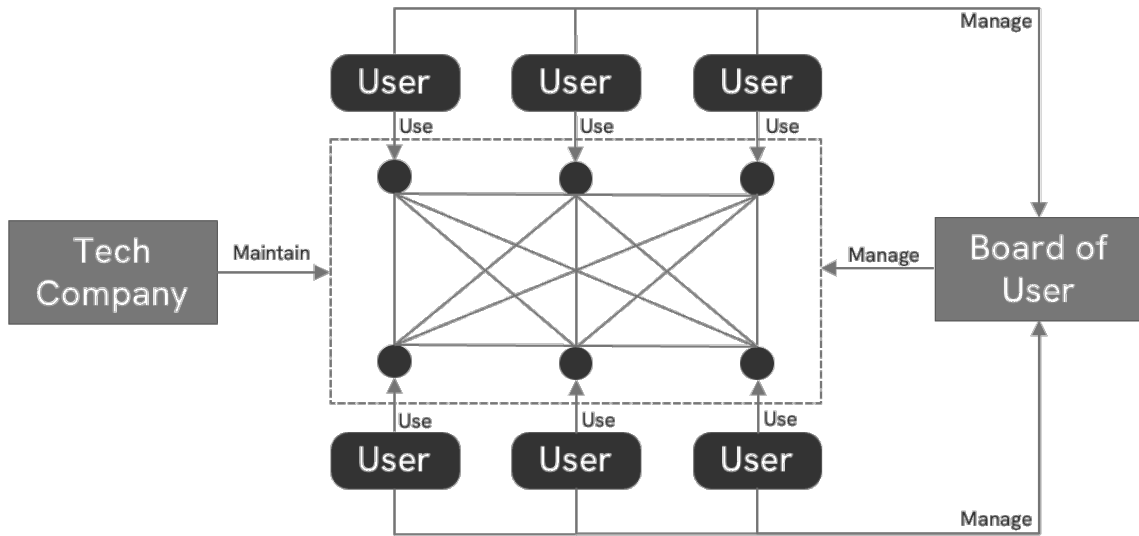 Manage
User User User
Use Use Use
Tech
Company
Maintain
Manage
Board of
User
Use Use Use
User User User
Manage